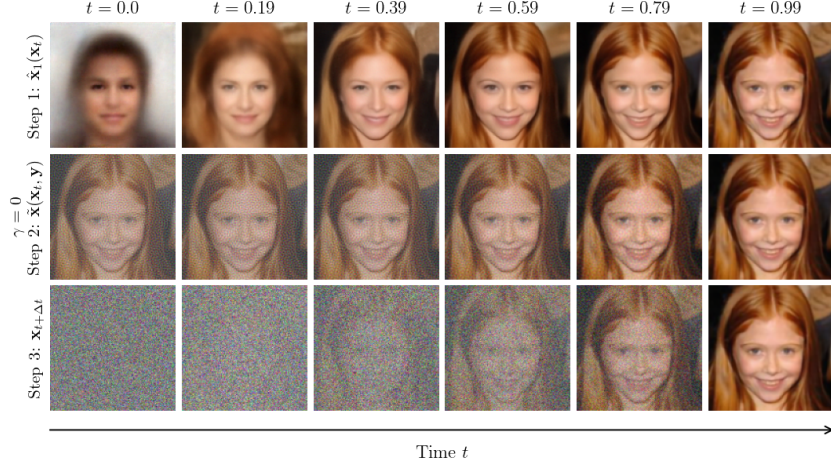 t = 0.0 t = 0.19 t = 0.39 t = 0.59 t = 0.79 t = 0.99
Step 1: x̂₁(xₜ)
γ = 0
Step 2: x̃(xₜ, y)
Step 3: xₜ₊Δₜ
Time t